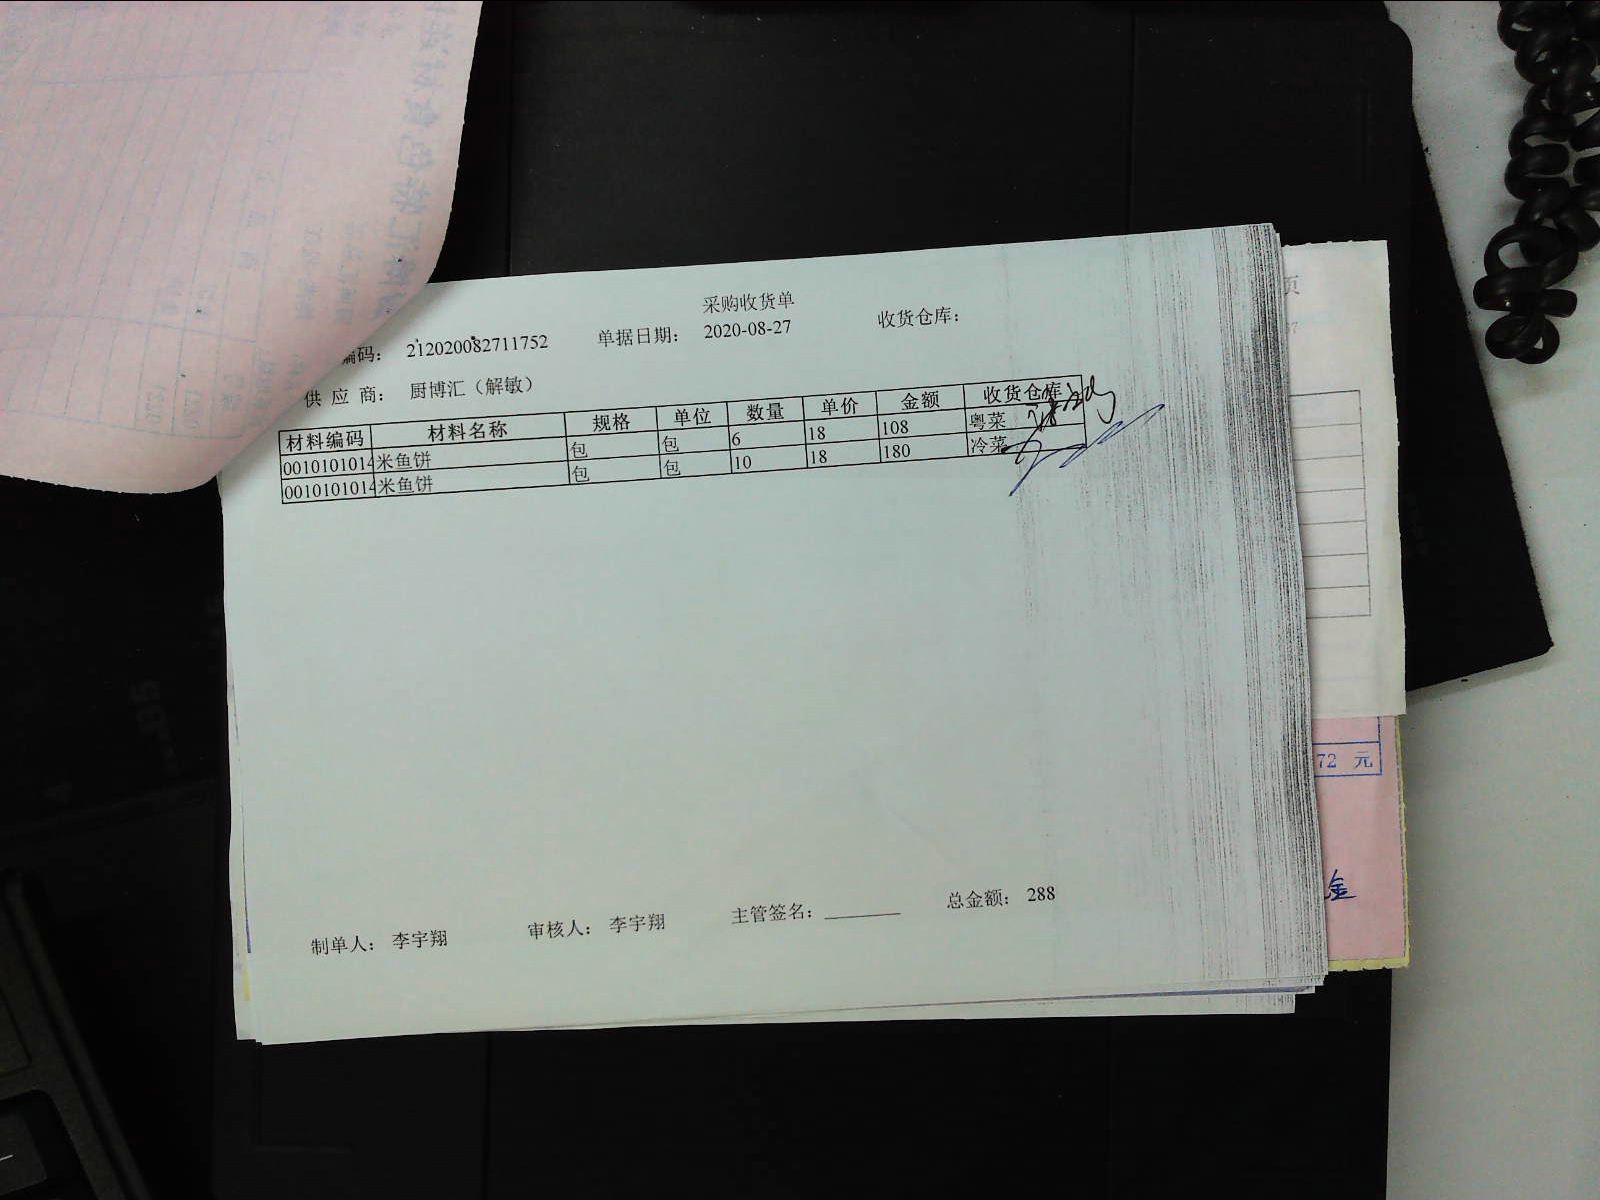 采购收货单
编码： 212020082711752 单据日期： 2020-08-27 收货仓库：
供 应 商： 厨博汇（解敏）
材料编码 材料名称 规格 单位 数量 单价 金额 收货仓库
0010101014 米鱼饼 包 包 6 18 108 粤菜
0010101014 米鱼饼 包 包 10 18 180 冷菜
制单人： 李宇翔 审核人： 李宇翔 主管签名： 总金额： 288
页
72 元
金